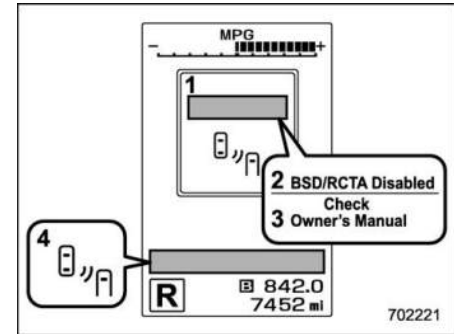 MPG
- +
1
2 BSD/RCTA Disabled
Check
3 Owner's Manual
4
R
B 842.0
7452 mi
702221